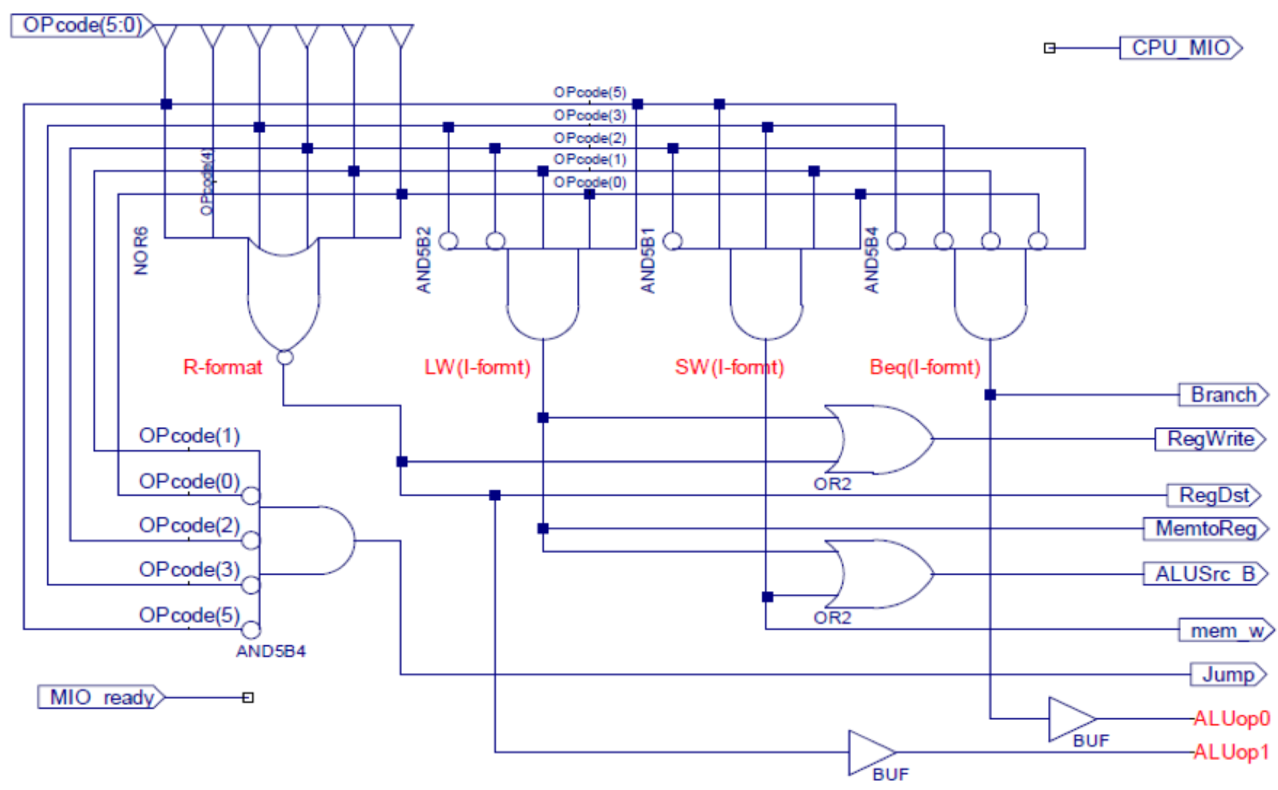 OPcode(5:0)
CPU_MIO
OPcode(5)
OPcode(3)
OPcode(2)
OPcode(1)
OPcode(0)
OPcode(4)
NOR6
AND5B2
AND5B1
AND5B4
R-format
LW(I-formt)
SW(I-formt)
Beq(I-formt)
Branch
OPcode(1)
RegWrite
OPcode(0)
OR2
RegDst
OPcode(2)
MemtoReg
OPcode(3)
ALUSrc_B
OPcode(5)
OR2
mem_w
AND5B4
Jump
MIO_ready
ALUop0
BUF
ALUop1
BUF